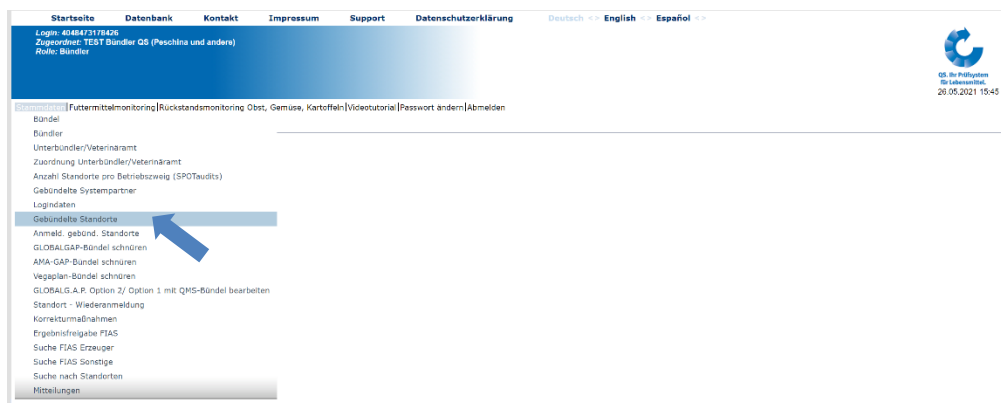 Startseite Datenbank Kontakt Impressum Support Datenschutzerklärung Deutsch <> English <> Español <>
Login: 4048473178426
Zugeordnet: TEST Bündler QS (Peschina und andere)
Rolle: Bündler
QS. Ihr Prüfsystem
für Lebensmittel.
26.05.2021 15:45
Stammdaten|Futtermittelmonitoring|Rückstandsmonitoring Obst, Gemüse, Kartoffeln|Videotutorial|Passwort ändern|Abmelden
Bündel
Bündler
Unterbündler/Veterinäramt
Zuordnung Unterbündler/Veterinäramt
Anzahl Standorte pro Betriebszweig (SPOTaudits)
Gebündelte Systempartner
Logindaten
Gebündelte Standorte
Anmeld. gebünd. Standorte
GLOBALGAP-Bündel schnüren
AMA-GAP-Bündel schnüren
Vegaplan-Bündel schnüren
GLOBALG.A.P. Option 2/ Option 1 mit QMS-Bündel bearbeiten
Standort - Wiederanmeldung
Korrekturmaßnahmen
Ergebnisfreigabe FIAS
Suche FIAS Erzeuger
Suche FIAS Sonstige
Suche nach Standorten
Mitteilungen